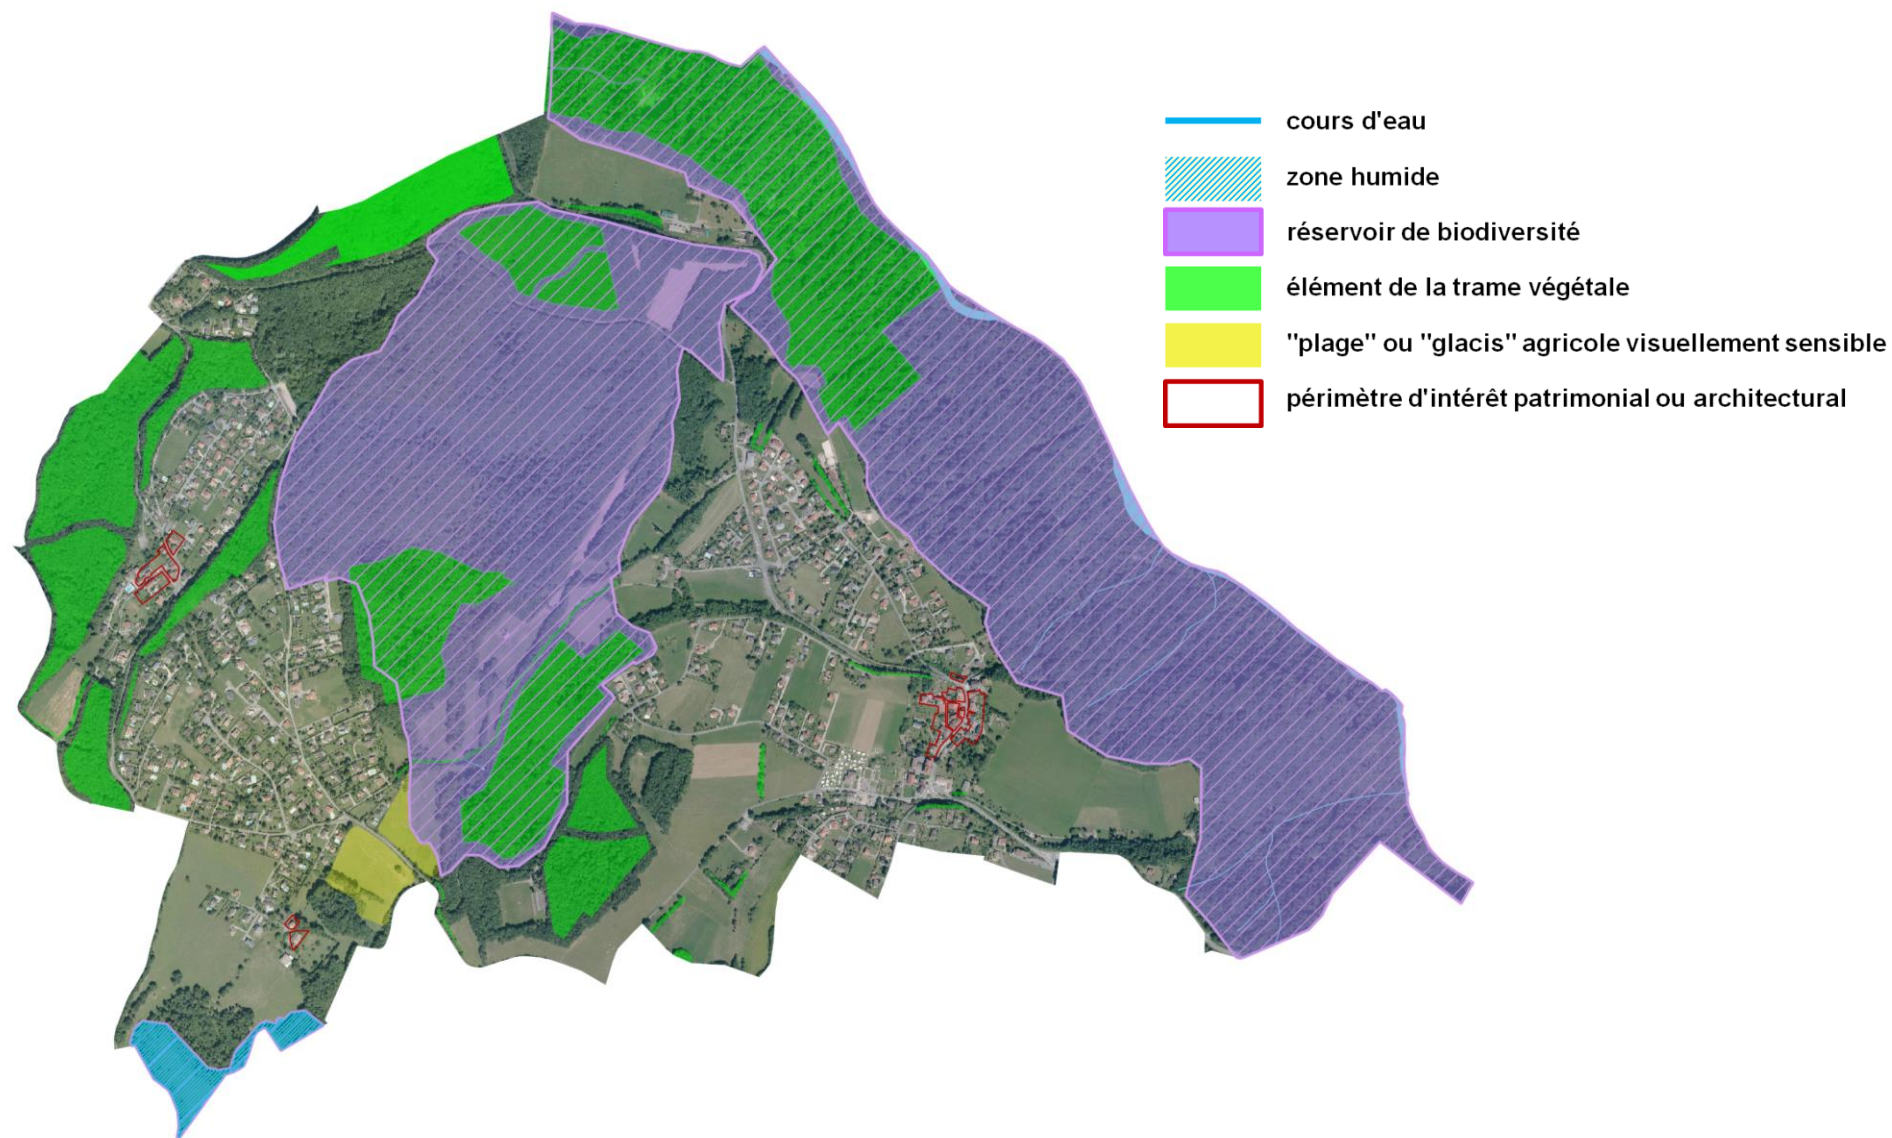 cours d'eau
zone humide
réservoir de biodiversité
élément de la trame végétale
"plage" ou "glacis" agricole visuellement sensible
périmètre d'intérêt patrimonial ou architectural